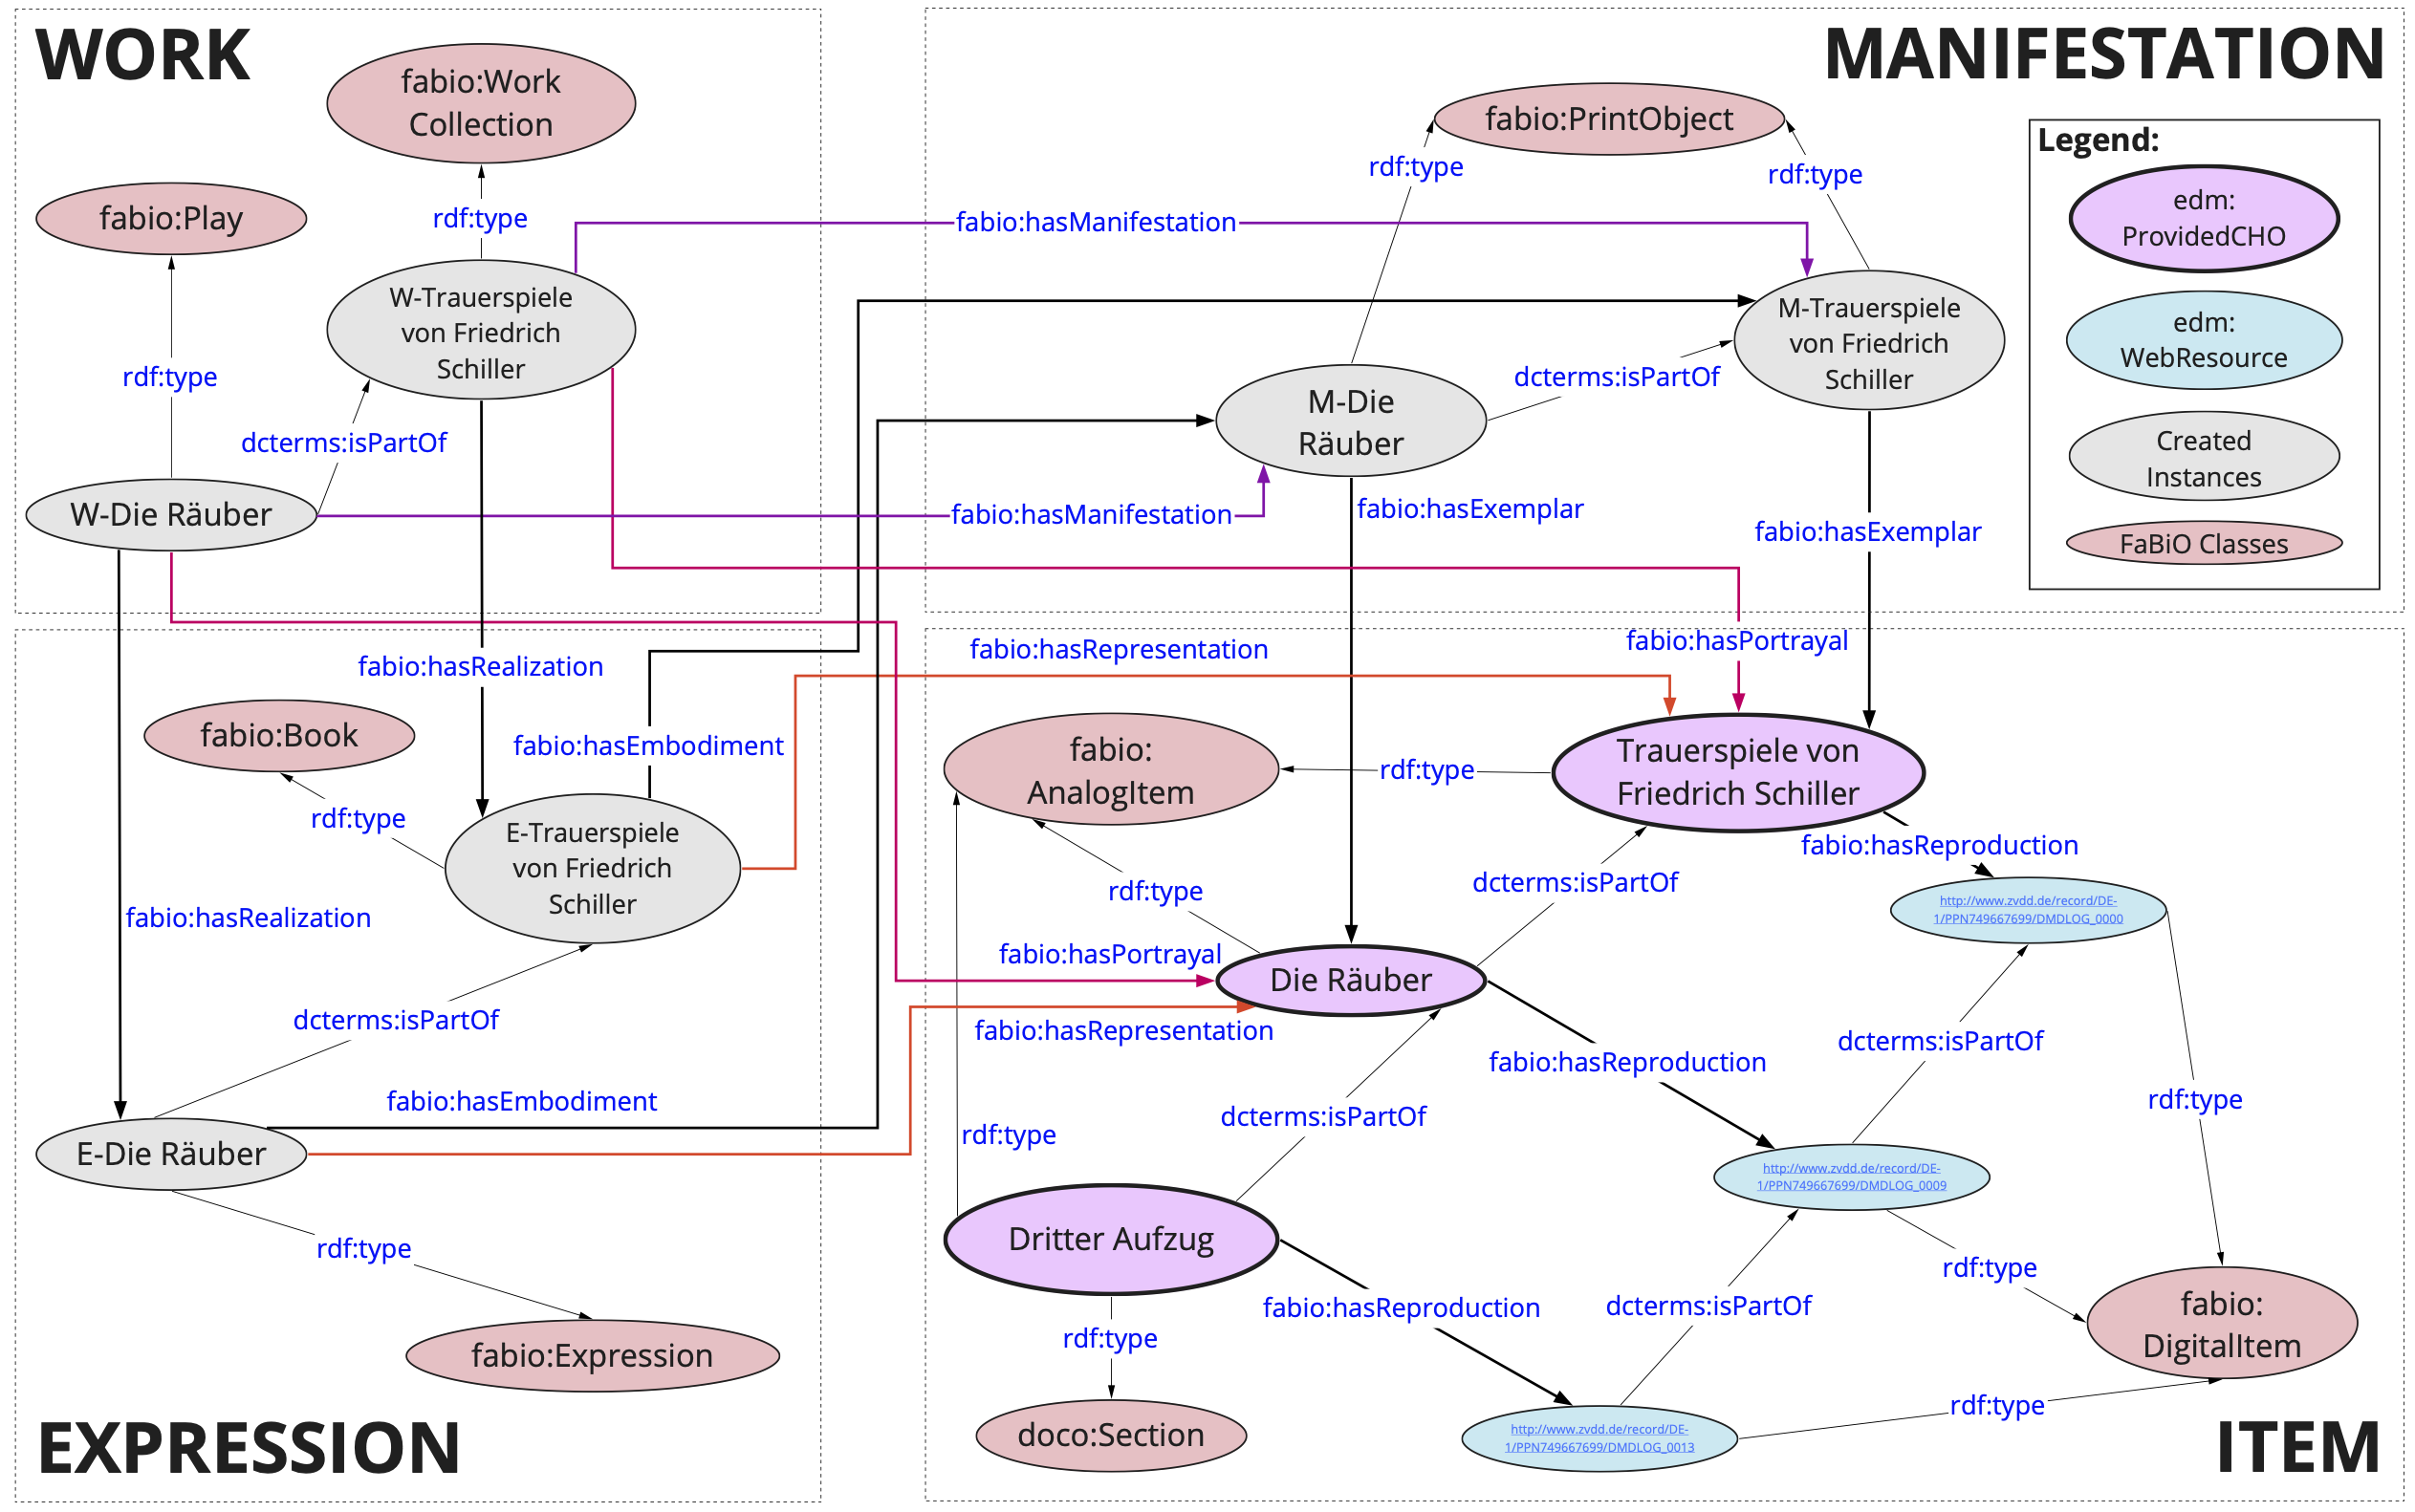 WORK
fabio:Work
Collection
fabio:Play
rdf:type
rdf:type
W-Trauerspiele
von Friedrich
Schiller
dcterms:isPartOf
W-Die Räuber
MANIFESTATION
fabio:PrintObject
rdf:type
rdf:type
fabio:hasManifestation
M-Trauerspiele
von Friedrich
Schiller
dcterms:isPartOf
M-Die
Räuber
fabio:hasManifestation
fabio:hasExemplar
fabio:hasExemplar
Legend:
edm:
ProvidedCHO
edm:
WebResource
Created
Instances
FaBiO Classes
fabio:hasRealization
fabio:Book
fabio:hasEmbodiment
rdf:type
E-Trauerspiele
von Friedrich
Schiller
fabio:hasRealization
dcterms:isPartOf
fabio:hasEmbodiment
E-Die Räuber
rdf:type
fabio:Expression
EXPRESSION
fabio:hasRepresentation
fabio:hasPortrayal
fabio:
AnalogItem
rdf:type
Trauerspiele von
Friedrich Schiller
fabio:hasReproduction
rdf:type
dcterms:isPartOf
http://www.zvdd.de/record/DE-
1/PPN749667699/DMDLOG_0000
fabio:hasPortrayal
Die Räuber
fabio:hasRepresentation
dcterms:isPartOf
fabio:hasReproduction
rdf:type
dcterms:isPartOf
rdf:type
http://www.zvdd.de/record/DE-
1/PPN749667699/DMDLOG_0009
Dritter Aufzug
rdf:type
fabio:hasReproduction
dcterms:isPartOf
rdf:type
fabio:
DigitalItem
rdf:type
doco:Section
http://www.zvdd.de/record/DE-
1/PPN749667699/DMDLOG_0013
ITEM